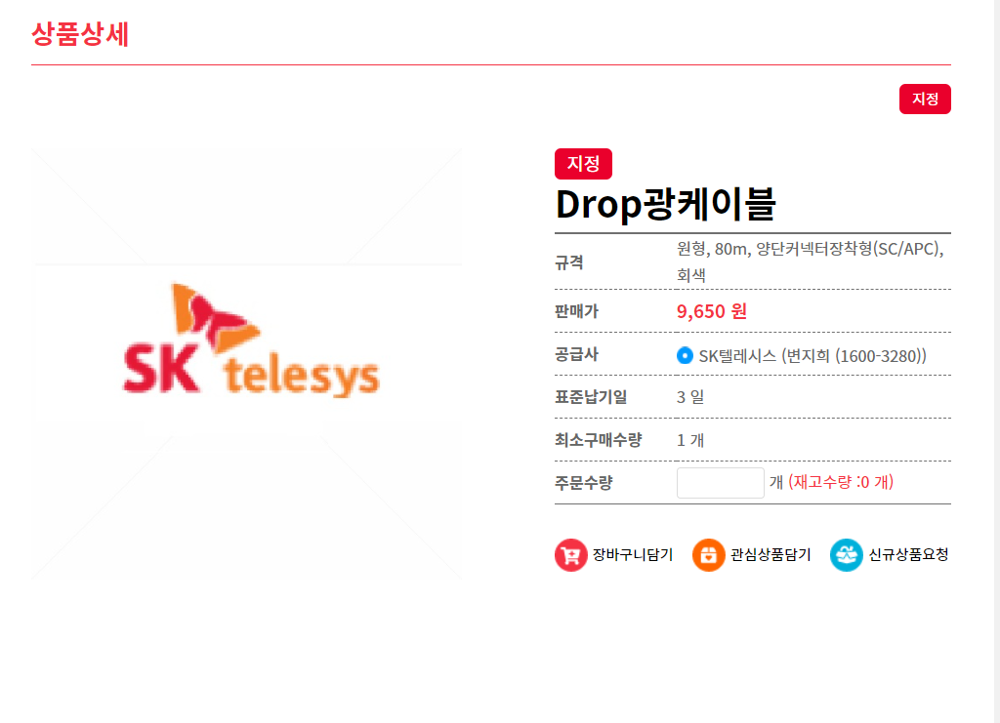 상품상세
지정
지정
Drop광케이블
규격 원형, 80m, 양단커넥터장착형(SC/APC),
회색
판매가 9,650 원
공급사 SK텔레시스 (변지희 (1600-3280))
표준납기일 3 일
최소구매수량 1 개
주문수량 개 (재고수량 :0 개)
SK telesys
장바구니담기 관심상품담기 신규상품요청